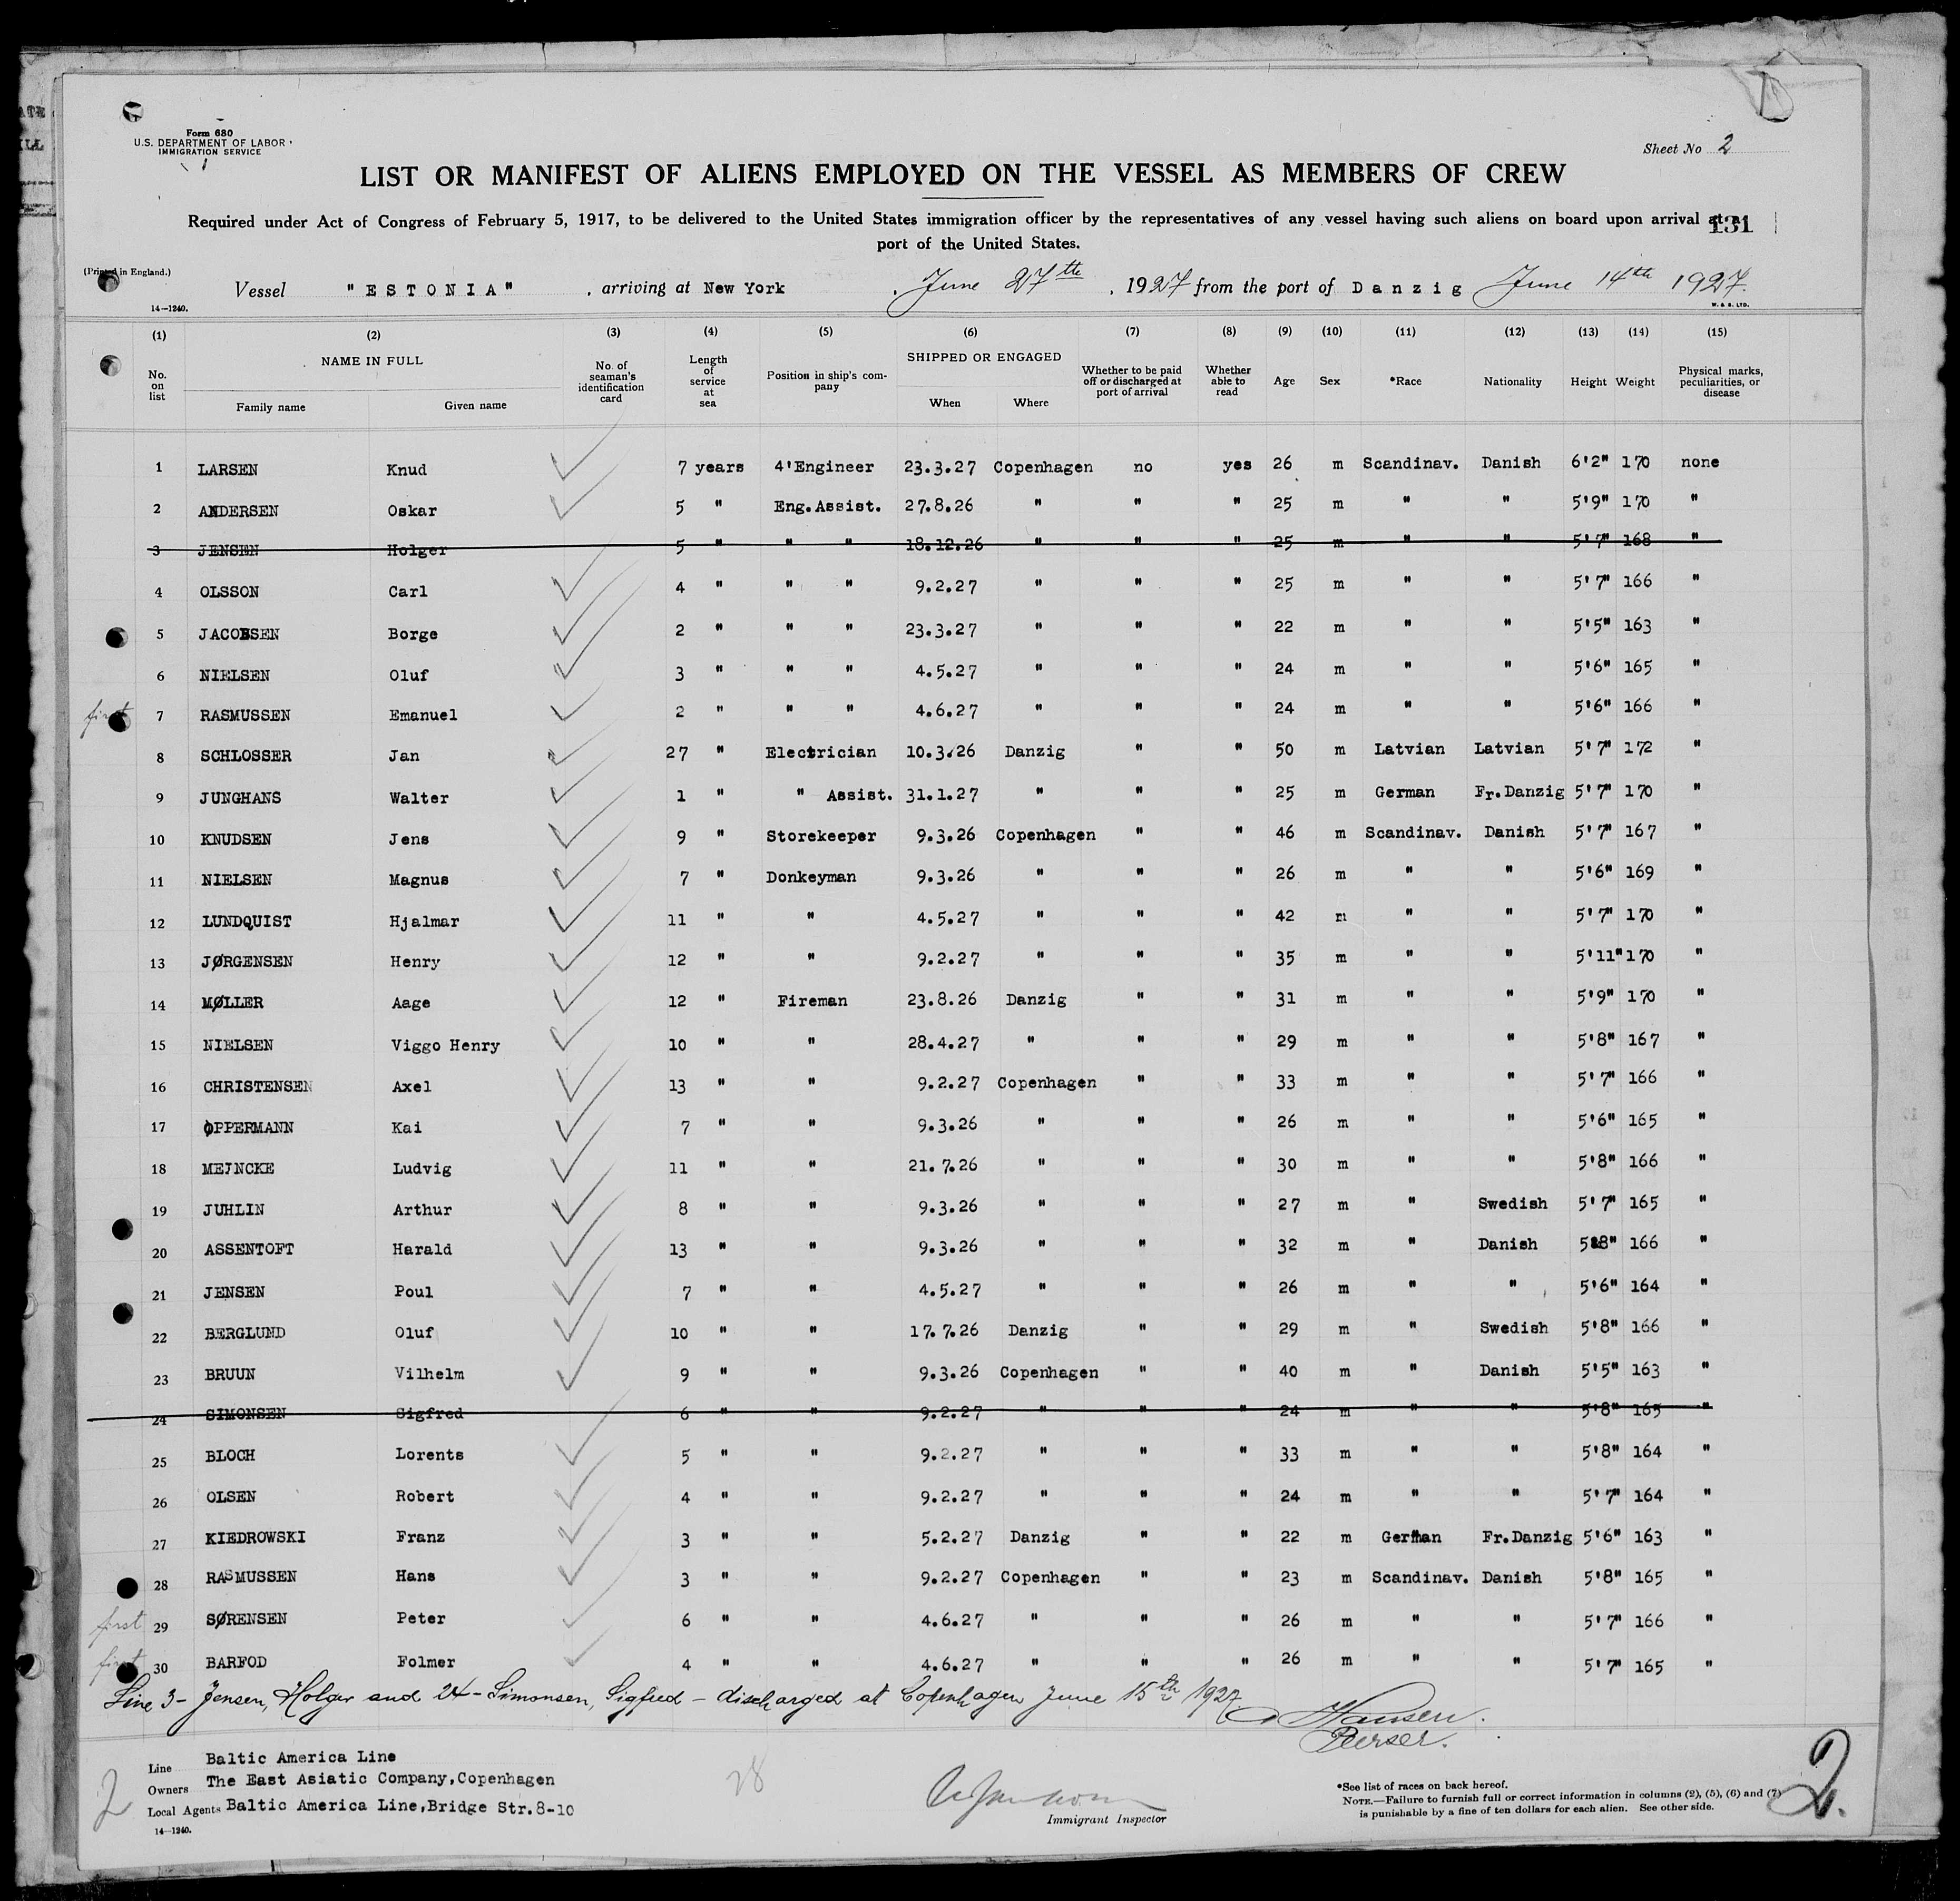 Form 680
U.S. DEPARTMENT OF LABOR
IMMIGRATION SERVICE
Sheet No 2
LIST OR MANIFEST OF ALIENS EMPLOYED ON THE VESSEL AS MEMBERS OF CREW
Required under Act of Congress of February 5, 1917, to be delivered to the United States immigration officer by the representatives of any vessel having such aliens on board upon arrival at a
131
port of the United States.
(Printed in England.)
Vessel "ESTONIA", arriving at New York, June 27th, 1927 from the port of Danzig June 14th 1927.
14—1240.
W. & S. LTD.
(1) (2) (3) (4) (5) (6) (7) (8) (9) (10) (11) (12) (13) (14) (15)
No. on list NAME IN FULL Family name Given name No. of seaman's identification card Length of service at sea Position in ship's company SHIPPED OR ENGAGED When Where Whether to be paid off or discharged at port of arrival Whether able to read Age Sex *Race Nationality Height Weight Physical marks, peculiarities, or disease
1 LARSEN Knud 7 years 4'Engineer 23.3.27 Copenhagen no yes 26 m Scandinav. Danish 6'2" 170 none
2 ANDERSEN Oskar 5 " Eng.Assist. 27.8.26 " " " 25 m " " 5'9" 170 "
3 JENSEN Holger 5 " " " 18.12.26 " " " 25 m " " 5'7" 168 "
4 OLSSON Carl 4 " " " 9.2.27 " " " 25 m " " 5'7" 166 "
5 JACOBSEN Borge 2 " " " 23.3.27 " " " 22 m " " 5'5" 163 "
6 NIELSEN Oluf 3 " " " 4.5.27 " " " 24 m " " 5'6" 165 "
first 7 RASMUSSEN Emanuel 2 " " " 4.6.27 " " " 24 m " " 5'6" 166 "
8 SCHLOSSER Jan 27 " Electrician 10.3.26 Danzig " " 50 m Latvian Latvian 5'7" 172 "
9 JUNGHANS Walter 1 " " Assist. 31.1.27 " " " 25 m German Fr.Danzig 5'7" 170 "
10 KNUDSEN Jens 9 " Storekeeper 9.3.26 Copenhagen " " 46 m Scandinav. Danish 5'7" 167 "
11 NIELSEN Magnus 7 " Donkeyman 9.3.26 " " " 26 m " " 5'6" 169 "
12 LUNDQUIST Hjalmar 11 " " 4.5.27 " " " 42 m " " 5'7" 170 "
13 JØRGENSEN Henry 12 " " 9.2.27 " " " 35 m " " 5'11" 170 "
14 MØLLER Aage 12 " Fireman 23.8.26 Danzig " " 31 m " " 5'9" 170 "
15 NIELSEN Viggo Henry 10 " " 28.4.27 " " " 29 m " " 5'8" 167 "
16 CHRISTENSEN Axel 13 " " 9.2.27 Copenhagen " " 33 m " " 5'7" 166 "
17 OPPERMANN Kai 7 " " 9.3.26 " " " 26 m " " 5'6" 165 "
18 MEJNCKE Ludvig 11 " " 21.7.26 " " " 30 m " " 5'8" 166 "
19 JUHLIN Arthur 8 " " 9.3.26 " " " 27 m " Swedish 5'7" 165 "
20 ASSENTOFT Harald 13 " " 9.3.26 " " " 32 m " Danish 5'8" 166 "
21 JENSEN Poul 7 " " 4.5.27 " " " 26 m " " 5'6" 164 "
22 BERGLUND Oluf 10 " " 17.7.26 Danzig " " 29 m " Swedish 5'8" 166 "
23 BRUUN Vilhelm 9 " " 9.3.26 Copenhagen " " 40 m " Danish 5'5" 163 "
24 SIMONSEN Sigfred 6 " " 9.2.27 " " " 24 m " " 5'8" 165 "
25 BLOCH Lorents 5 " " 9.2.27 " " " 33 m " " 5'8" 164 "
26 OLSEN Robert 4 " " 9.2.27 " " " 24 m " " 5'7" 164 "
27 KIEDROWSKI Franz 3 " " 5.2.27 Danzig " " 22 m German Fr.Danzig 5'6" 163 "
28 RASMUSSEN Hans 3 " " 9.2.27 Copenhagen " " 23 m Scandinav. Danish 5'8" 165 "
first 29 SØRENSEN Peter 6 " " 4.6.27 " " " 26 m " " 5'7" 166 "
first 30 BARFOD Folmer 4 " " 4.6.27 " " " 26 m " " 5'7" 165 "
Line 3 - Jensen, Holger and 24 - Simonsen, Sigfred - discharged at Copenhagen June 15th 1927.
Hansen.
Purser.
Line Baltic America Line
Owners The East Asiatic Company,Copenhagen
Local Agents Baltic America Line,Bridge Str.8-10
14—1240.
2
28
Immigrant Inspector
*See list of races on back hereof.
NOTE.—Failure to furnish full or correct information in columns (2), (5), (6) and (7)
is punishable by a fine of ten dollars for each alien. See other side.
2.